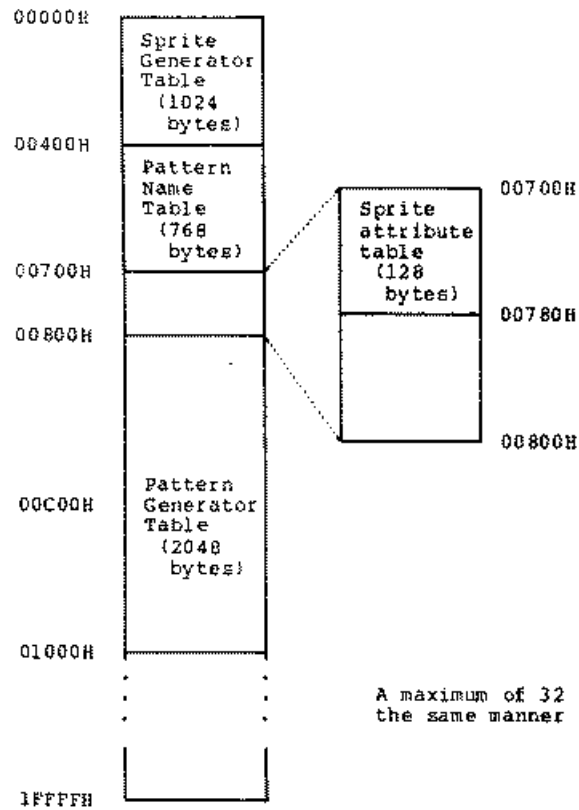 00000H
Sprite
Generator
Table
(1024
bytes)
00400H
Pattern
Name
Table
(768
bytes)
00700H
00800H
00C00H
Pattern
Generator
Table
(2048
bytes)
01000H
1FFFFH
00700H
Sprite
attribute
table
(128
bytes)
00780H
00800H
A maximum of 32
the same manner